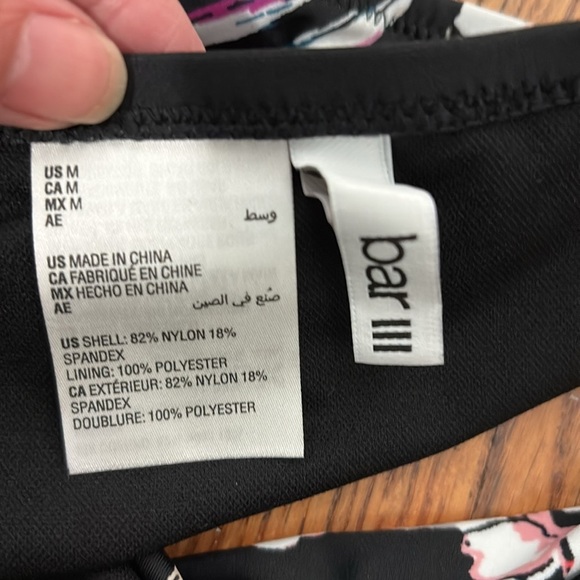 US M
CA M
MX M
AE وسط
US MADE IN CHINA
CA FABRIQUÉ EN CHINE
MX HECHO EN CHINA
AE صُنع في الصين
US SHELL: 82% NYLON 18%
SPANDEX
LINING: 100% POLYESTER
CA EXTÉRIEUR: 82% NYLON 18%
SPANDEX
DOUBLURE: 100% POLYESTER
bar III